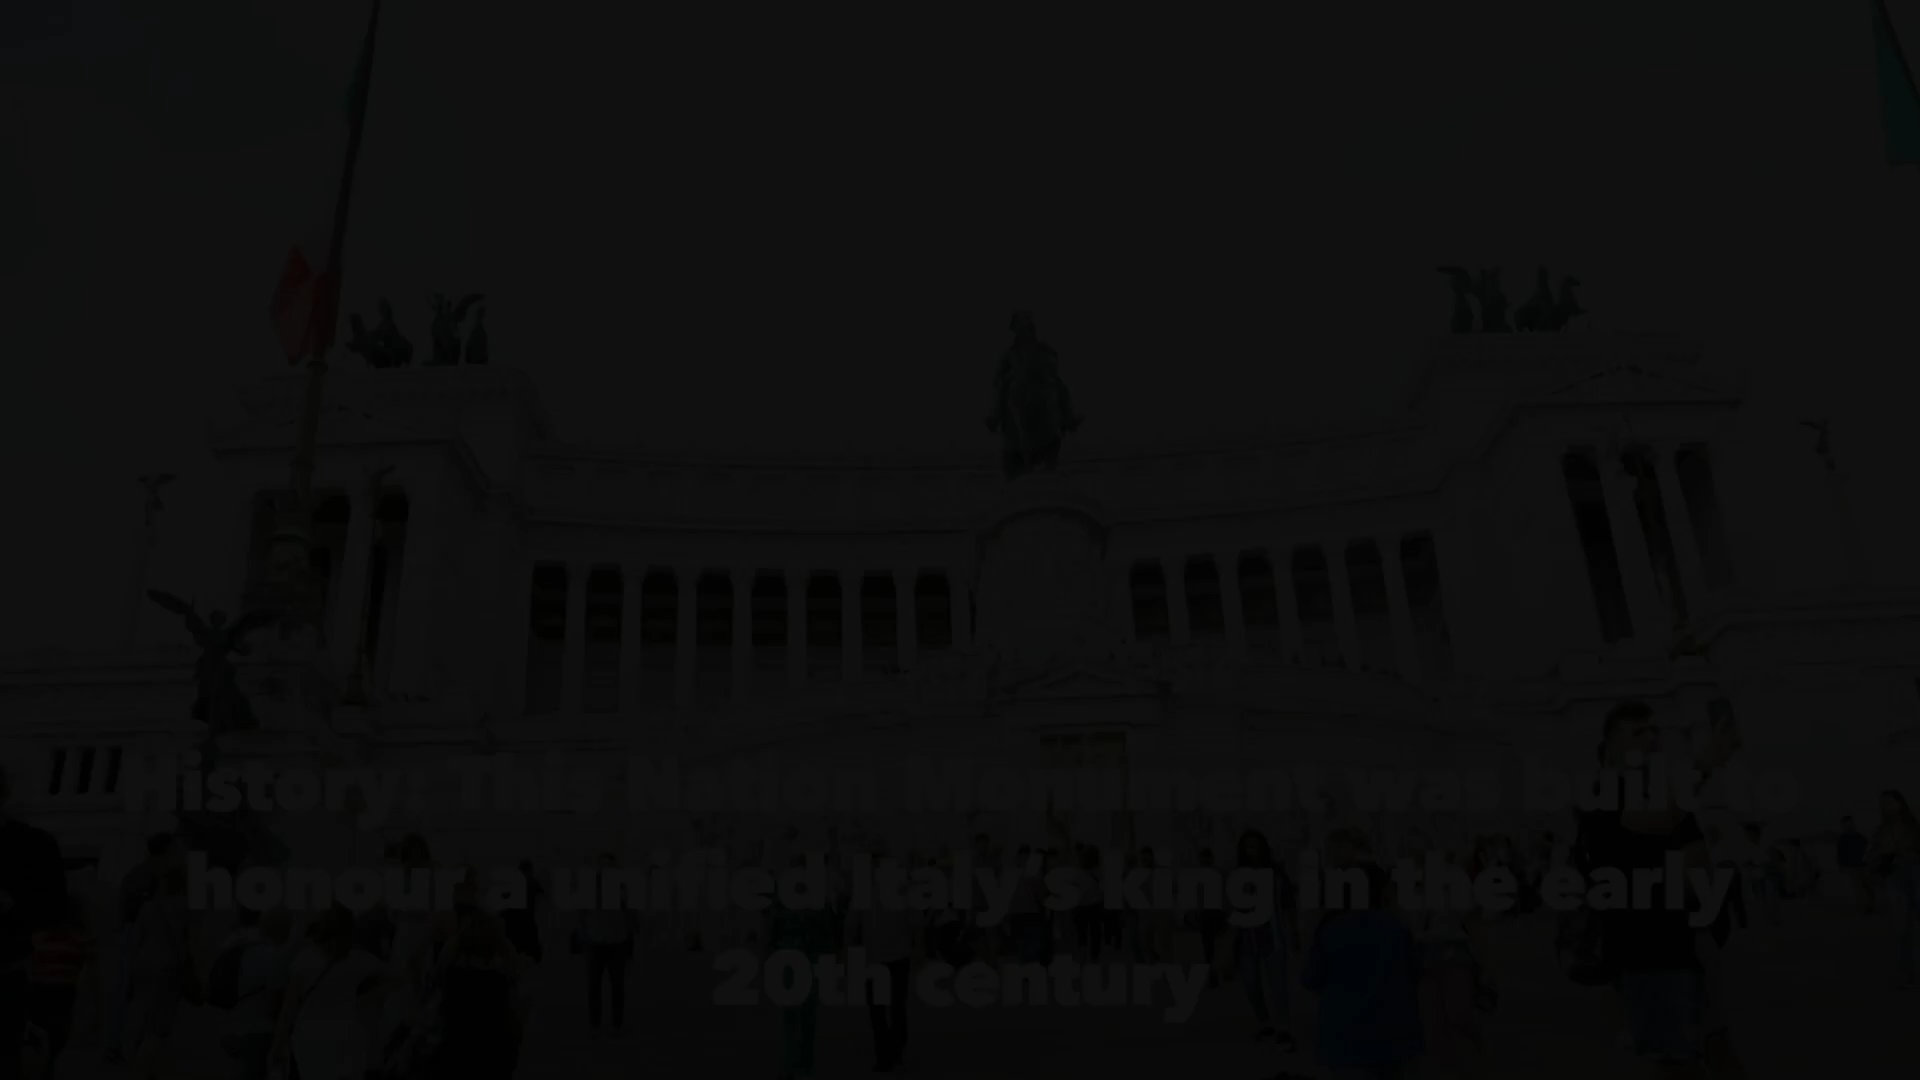 History: This Nation Monument was built to
honour a unified Italy's king in the early
20th century